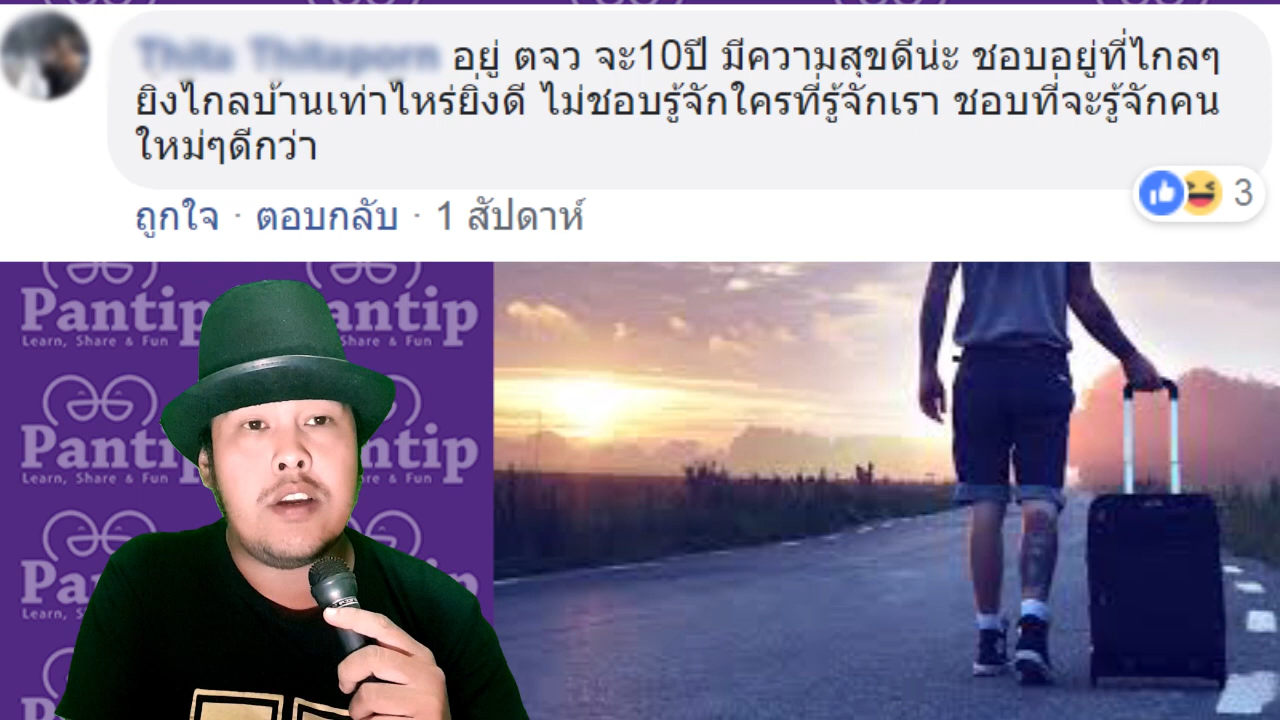 อยู่ ตจว จะ10ปี มีความสุขดีน่ะ ชอบอยู่ที่ไกลๆ
ยิงไกลบ้านเท่าไหร่ยิ่งดี ไม่ชอบรู้จักใครที่รู้จักเรา ชอบที่จะรู้จักคน
ใหม่ๆดีกว่า
3
ถูกใจ · ตอบกลับ · 1 สัปดาห์
Pantip
Learn, Share & Fun
Pantip
Learn, Share & Fun